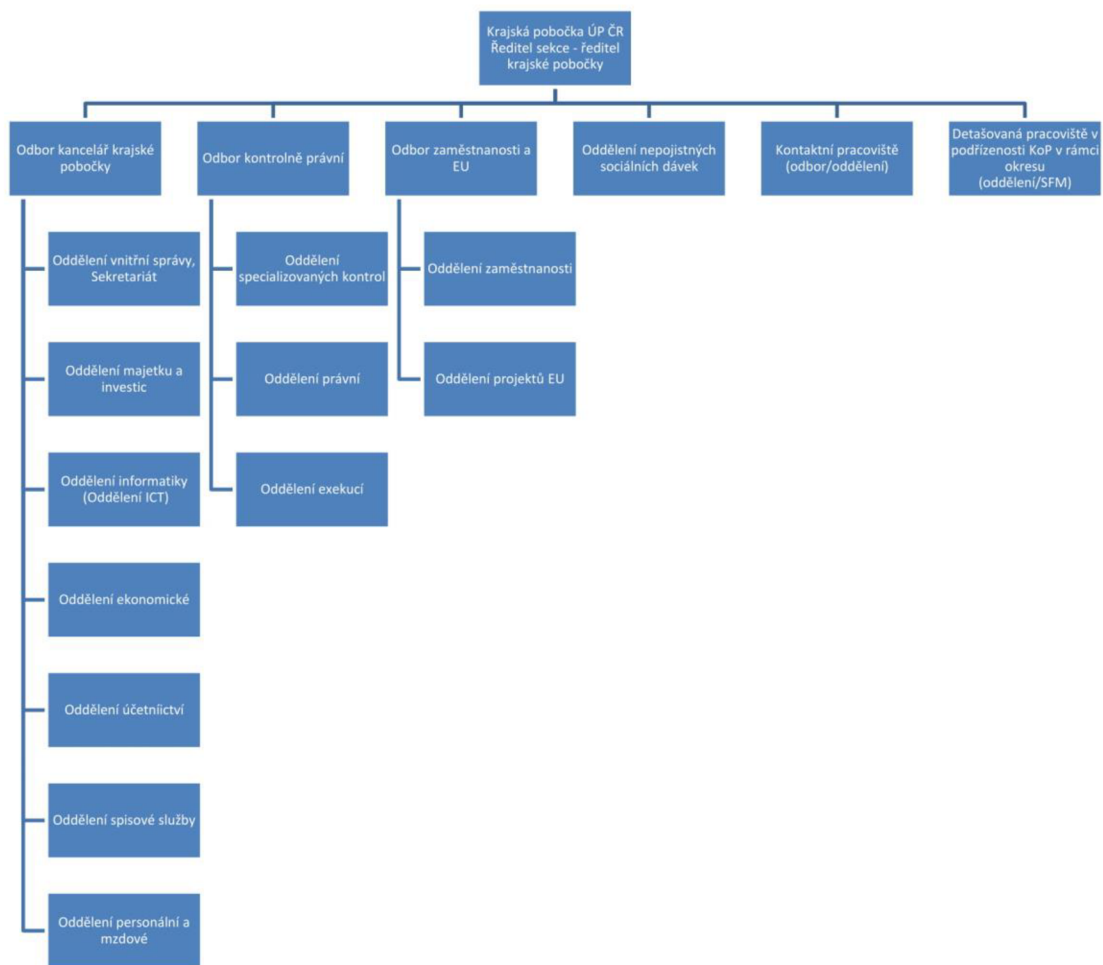 Krajská pobočka ÚP ČR
Ředitel sekce - ředitel
krajské pobočky
Odbor kancelář krajské
pobočky
Odbor kontrolně právní
Odbor zaměstnanosti a
EU
Oddělení nepojistných
sociálních dávek
Kontaktní pracoviště
(odbor/oddělení)
Detašovaná pracoviště v
podřízenosti KoP v rámci
okresu
(oddělení/SFM)
Oddělení vnitřní správy,
Sekretariát
Oddělení majetku a
investic
Oddělení informatiky
(Oddělení ICT)
Oddělení ekonomické
Oddělení účetniictví
Oddělení spisové služby
Oddělení personální a
mzdové
Oddělení
specializovaných kontrol
Oddělení právní
Oddělení exekucí
Oddělení zaměstnanosti
Oddělení projektů EU